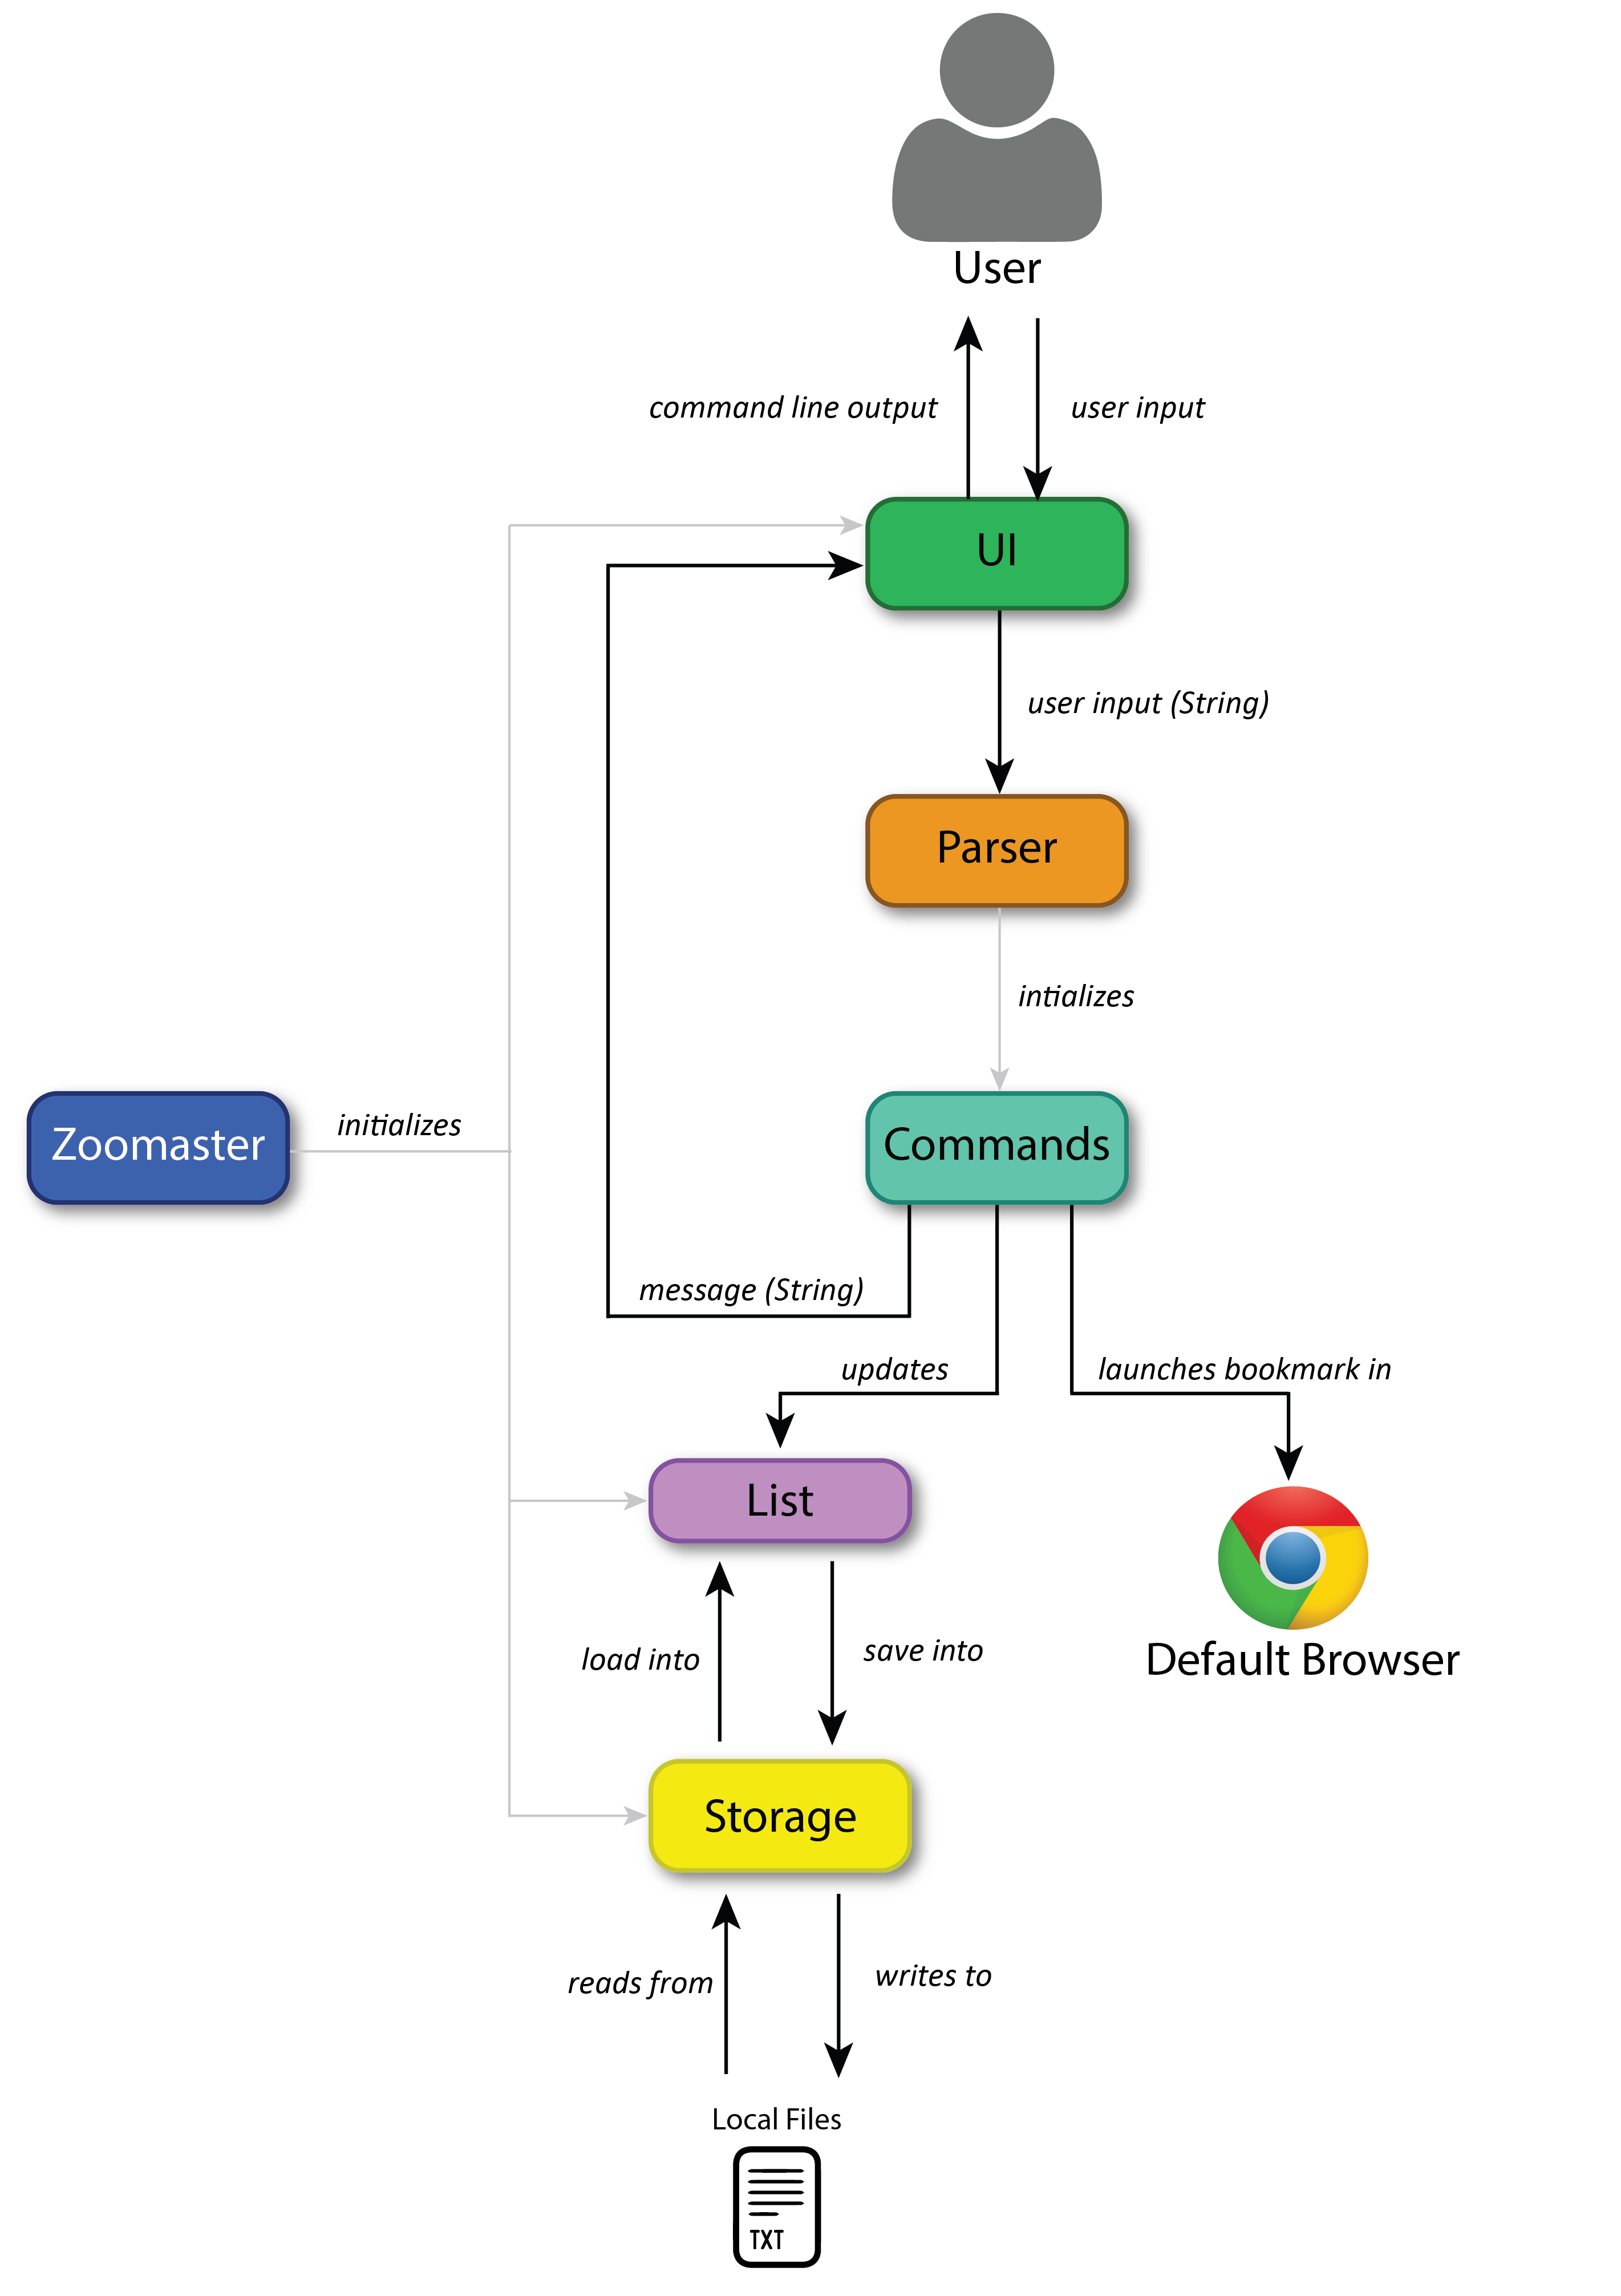 User
command line output
user input
UI
user input (String)
Parser
intializes
Zoomaster
initializes
Commands
message (String)
updates
launches bookmark in
List
Default Browser
load into
save into
Storage
reads from
writes to
Local Files
TXT